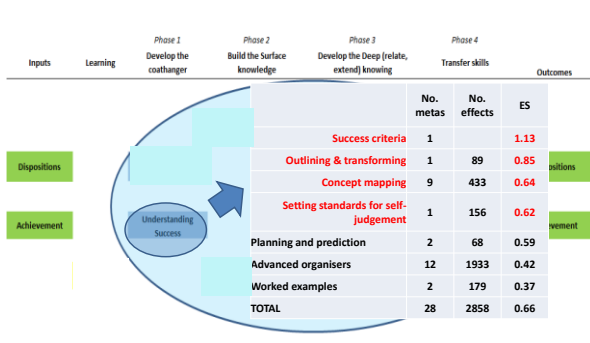 Phase 1 Phase 2 Phase 3 Phase 4
Inputs Learning Develop the Build the Surface Develop the Deep (relate, Transfer skills
coathanger knowledge extend) knowing Outcomes
No. No. ES
metas effects
Success criteria 1 1.13
Outlining & transforming 1 89 0.85
Dispositions Concept mapping 9 433 0.64 ositions
Setting standards for self- 1 156 0.62
judgement
Achievement Understanding evement
Success
Planning and prediction 2 68 0.59
Advanced organisers 12 1933 0.42
Worked examples 2 179 0.37
TOTAL 28 2858 0.66